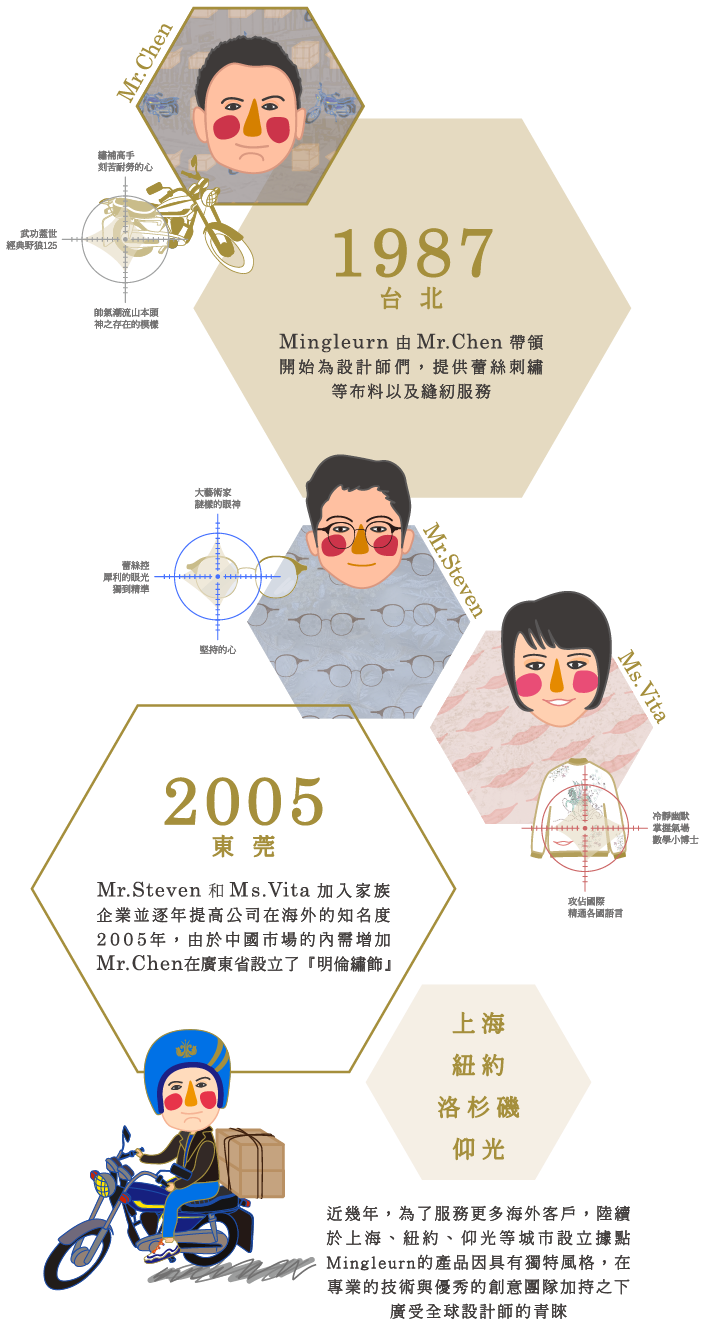 Mr.Chen
繡補高手
刻苦耐勞的心
武功蓋世
經典野狼125
帥氣潮流山本頭
神之存在的模樣
1987
台北
Mingleurn 由 Mr.Chen 帶領
開始為設計師們，提供蕾絲刺繡
等布料以及縫紉服務
大藝術家
謎樣的眼神
蕾絲控
犀利的眼光
獨到精準
堅持的心
Mr.Steven
Ms.Vita
冷靜幽默
掌握氣場
數學小博士
攻佔國際
精通各國語言
2005
東莞
Mr.Steven 和 Ms.Vita 加入家族
企業並逐年提高公司在海外的知名度
2005年，由於中國市場的內需增加
Mr.Chen在廣東省設立了『明倫繡飾』
上海
紐約
洛杉磯
仰光
近幾年，為了服務更多海外客戶，陸續
於上海、紐約、仰光等城市設立據點
Mingleurn的產品因具有獨特風格，在
專業的技術與優秀的創意團隊加持之下
廣受全球設計師的青睞